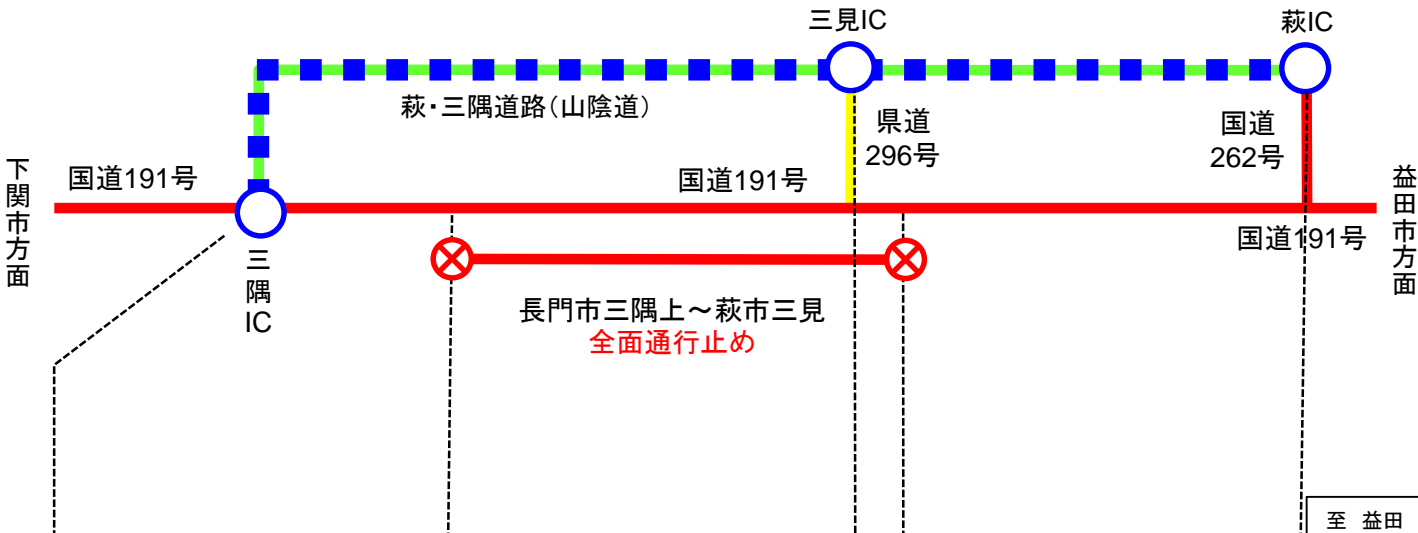 三見IC
萩IC
萩・三隅道路(山陰道)
県道
296号
国道
262号
下関市方面
国道191号
国道191号
益田市方面
国道191号
三隅IC
長門市三隅上～萩市三見
全面通行止め
至 益田